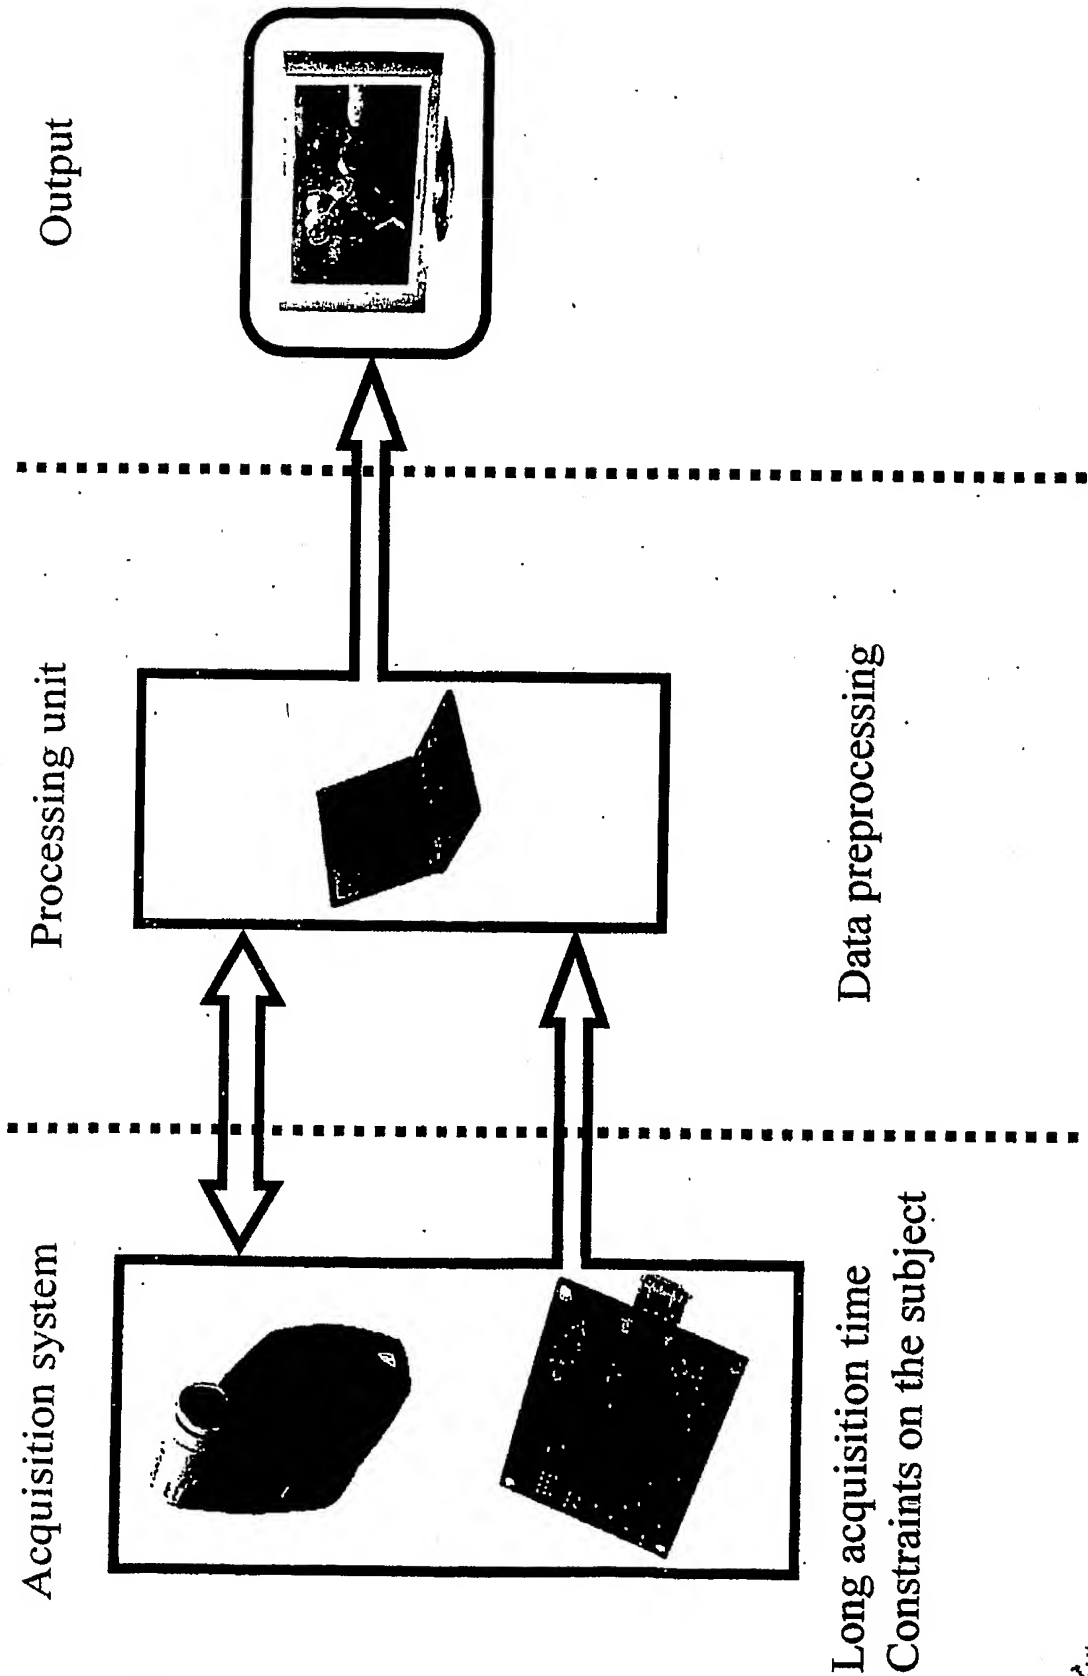 Acquisition system
Processing unit
Output
Long acquisition time
Constraints on the subject
Data preprocessing